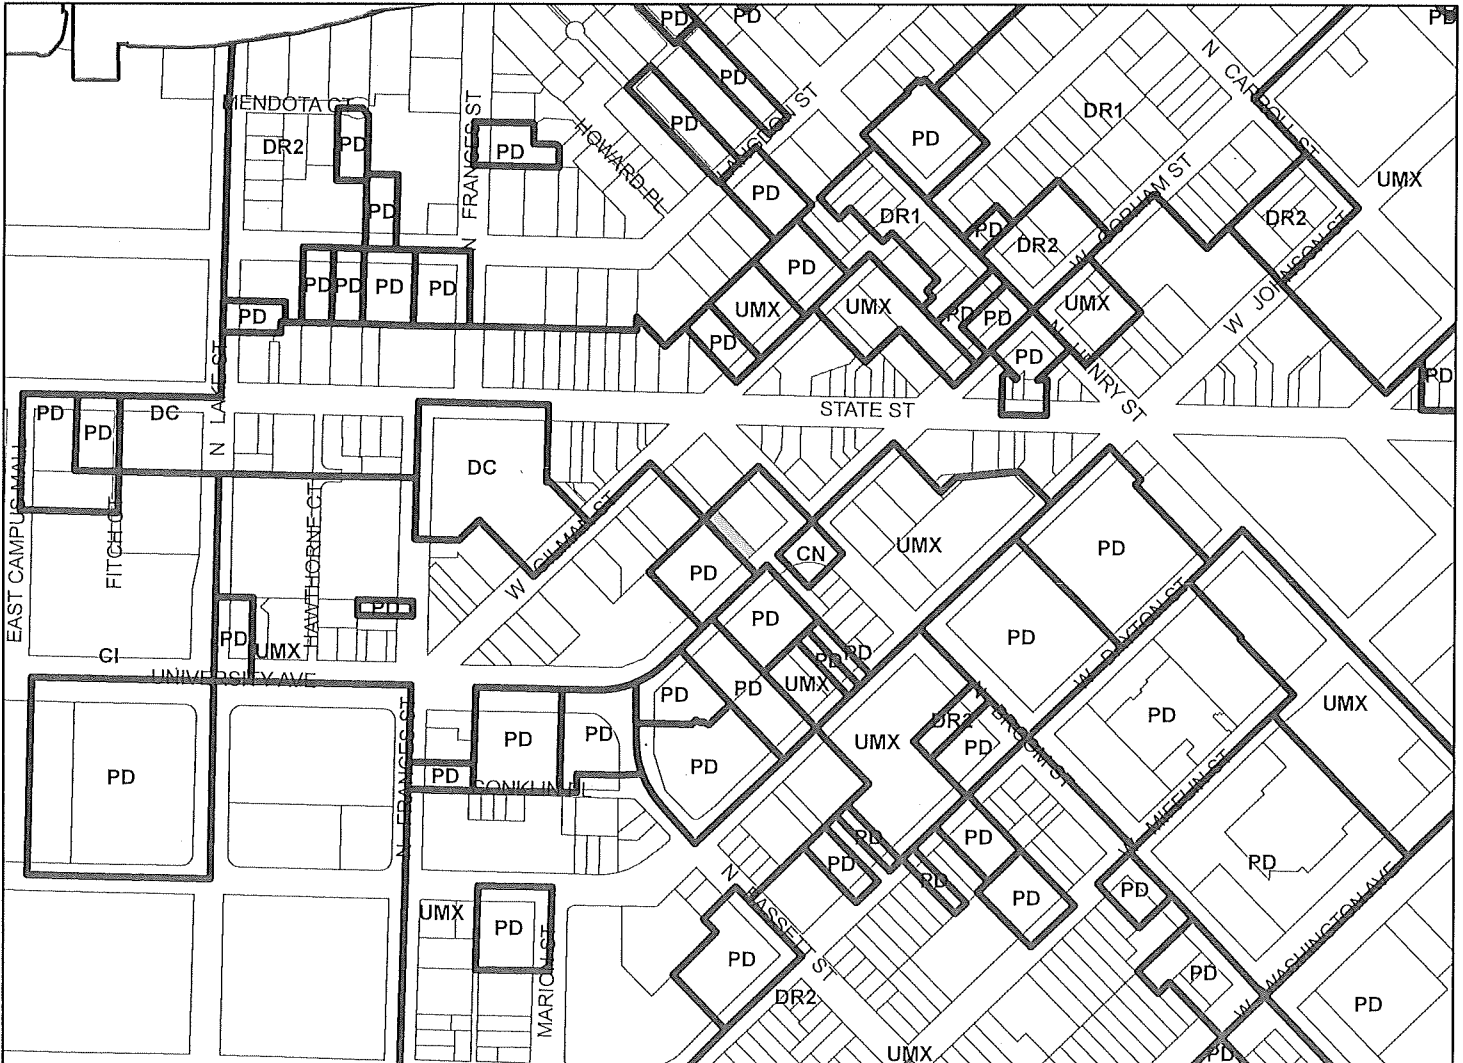 PD
PD
PD
N CARROLL ST
PD
MENDOTA CT
DR1
PD
LANGDON ST
PD
DR2
PD
PD
HOWARD PL
N FRANCES ST
UMX
PD
W GORHAM ST
PD
DR1
DR2
PD
DR2
PD
PD
PD
PD
PD
W JOHNSON ST
PD
UMX
UMX
UMX
PD
PD
PD
PD
PD
N HENRY ST
N LAKE ST
PD
PD
DC
STATE ST
PD
DC
EAST CAMPUS MALL
FITCH CT
HAWTHORNE CT
W GILMAN ST
CN
UMX
PD
PD
PD
PD
PD
PD
W DAYTON ST
CI
UMX
PD
PD
UNIVERSITY AVE
PD
PD
UMX
N BROOM ST
UMX
N FRANCES ST
PD
PD
DR2
PD
UMX
PD
PD
PD
PD
CONKLIN PL
W MIFFLIN ST
PD
PD
PD
PD
PD
PD
PD
N BASSETT ST
UMX
PD
MARION ST
PD
PD
W WASHINGTON AVE
DR2
PD
UMX
PD